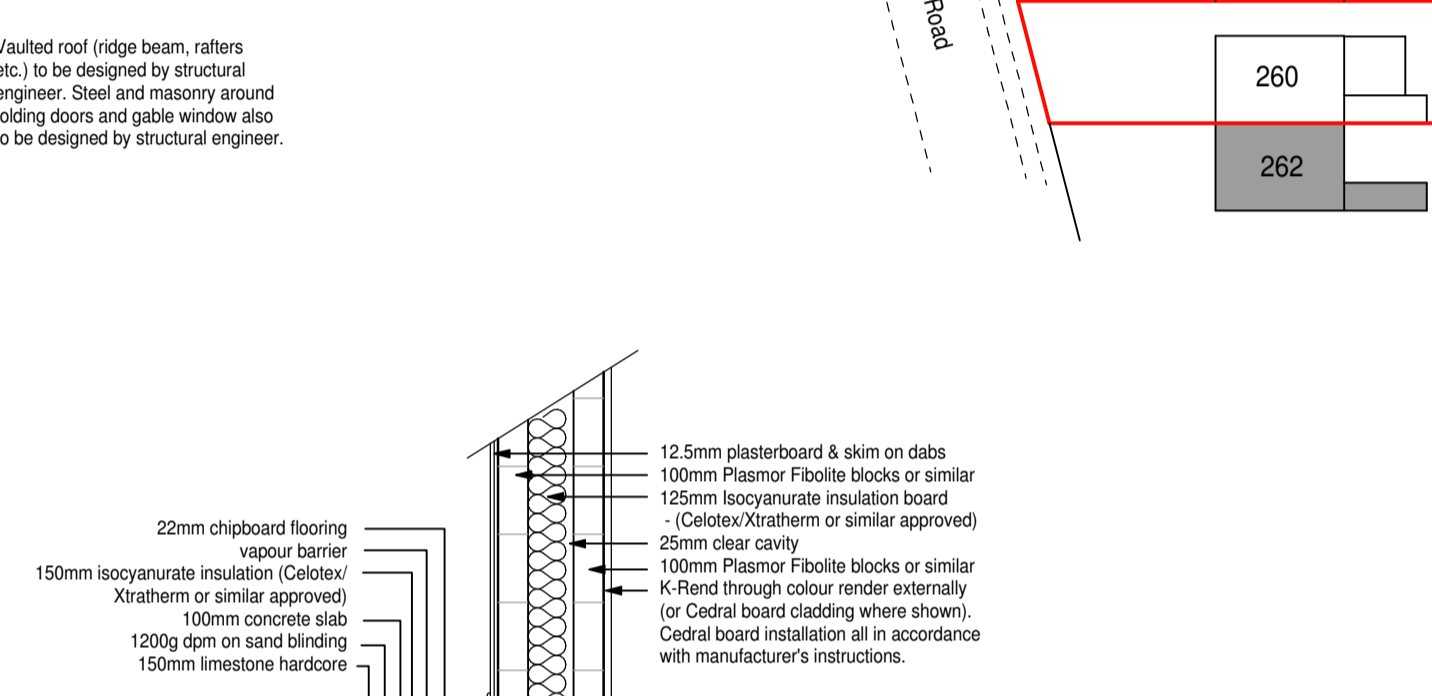 Vaulted roof (ridge beam, rafters
etc.) to be designed by structural
engineer. Steel and masonry around
olding doors and gable window also
o be designed by structural engineer.
Road
260
262
12.5mm plasterboard & skim on dabs
100mm Plasmor Fibolite blocks or similar
125mm Isocyanurate insulation board
- (Celotex/Xtratherm or similar approved)
25mm clear cavity
100mm Plasmor Fibolite blocks or similar
K-Rend through colour render externally
(or Cedral board cladding where shown).
Cedral board installation all in accordance
with manufacturer's instructions.
22mm chipboard flooring
vapour barrier
150mm isocyanurate insulation (Celotex/
Xtratherm or similar approved)
100mm concrete slab
1200g dpm on sand blinding
150mm limestone hardcore